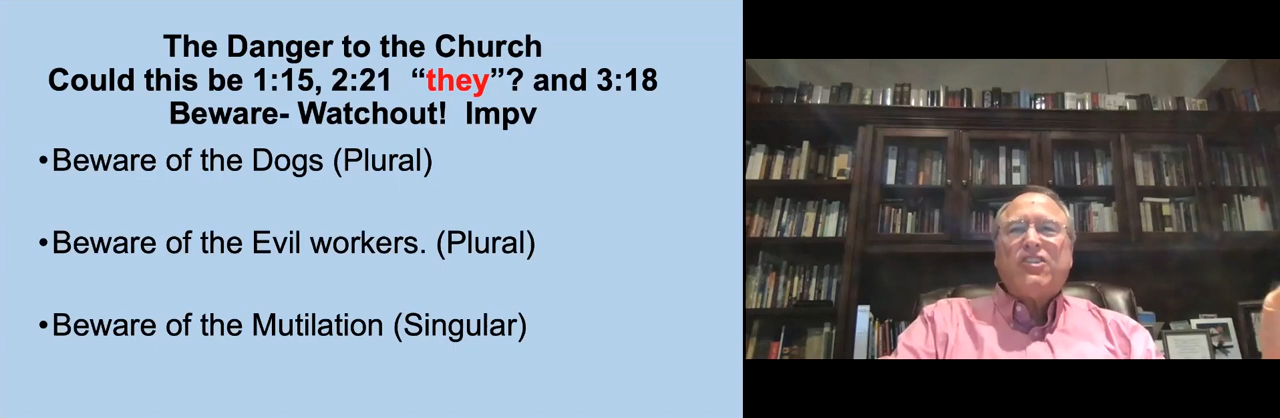 The Danger to the Church
Could this be 1:15, 2:21 “they”? and 3:18
Beware- Watchout! Impv
•Beware of the Dogs (Plural)
•Beware of the Evil workers. (Plural)
•Beware of the Mutilation (Singular)